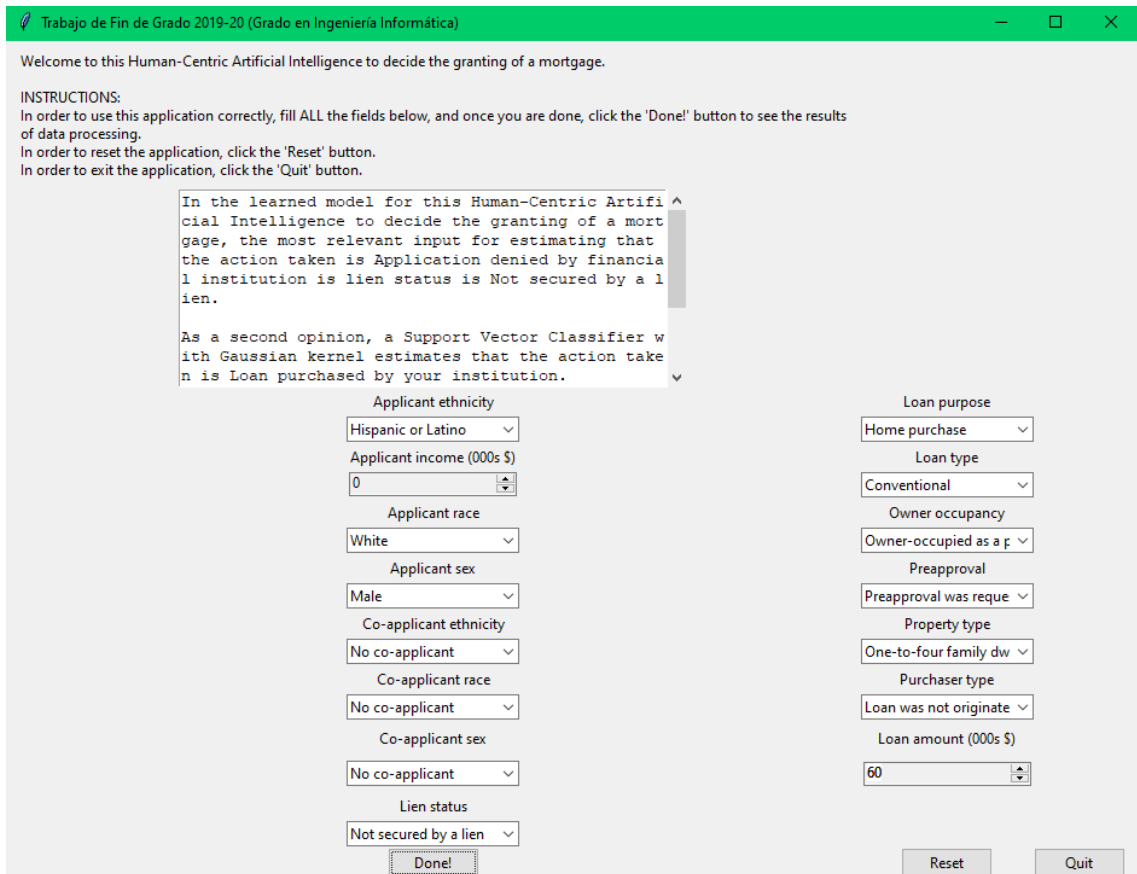 Trabajo de Fin de Grado 2019-20 (Grado en Ingeniería Informática)
Welcome to this Human-Centric Artificial Intelligence to decide the granting of a mortgage.
INSTRUCTIONS:
In order to use this application correctly, fill ALL the fields below, and once you are done, click the 'Done!' button to see the results
of data processing.
In order to reset the application, click the 'Reset' button.
In order to exit the application, click the 'Quit' button.
In the learned model for this Human-Centric Artifi
cial Intelligence to decide the granting of a mort
gage, the most relevant input for estimating that
the action taken is Application denied by financia
l institution is lien status is Not secured by a l
ien.
As a second opinion, a Support Vector Classifier w
ith Gaussian kernel estimates that the action take
n is Loan purchased by your institution.
Applicant ethnicity
Hispanic or Latino
Applicant income (000s $)
0
Applicant race
White
Applicant sex
Male
Co-applicant ethnicity
No co-applicant
Co-applicant race
No co-applicant
Co-applicant sex
No co-applicant
Lien status
Not secured by a lien
Done!
Loan purpose
Home purchase
Loan type
Conventional
Owner occupancy
Owner-occupied as a p
Preapproval
Preapproval was reque
Property type
One-to-four family dw
Purchaser type
Loan was not originate
Loan amount (000s $)
60
Reset
Quit